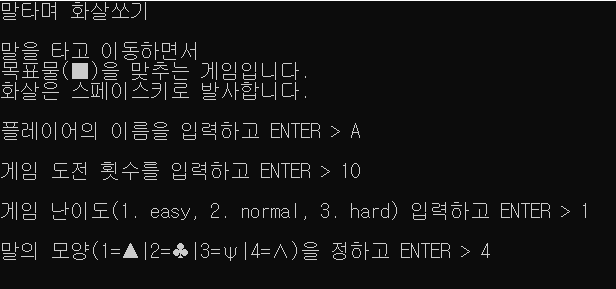 말타며 화살쏘기
말을 타고 이동하면서
목표물(■)을 맞추는 게임입니다.
화살은 스페이스키로 발사합니다.
플레이어의 이름을 입력하고 ENTER > A
게임 도전 횟수를 입력하고 ENTER > 10
게임 난이도(1. easy, 2. normal, 3. hard) 입력하고 ENTER > 1
말의 모양(1=▲|2=♣|3=ψ|4=∧)을 정하고 ENTER > 4